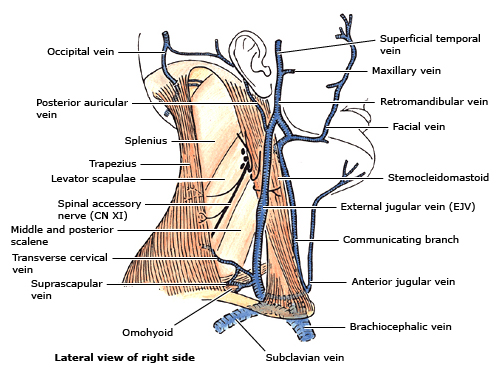 Occipital vein
Posterior auricular
vein
Splenius
Trapezius
Levator scapulae
Spinal accessory
nerve (CN XI)
Middle and posterior
scalene
Transverse cervical
vein
Suprascapular
vein
Omohyoid
Superficial temporal
vein
Maxillary vein
Retromandibular vein
Facial vein
Stemocleidomastoid
External jugular vein (EJV)
Communicating branch
Anterior jugular vein
Brachiocephalic vein
Subclavian vein
Lateral view of right side